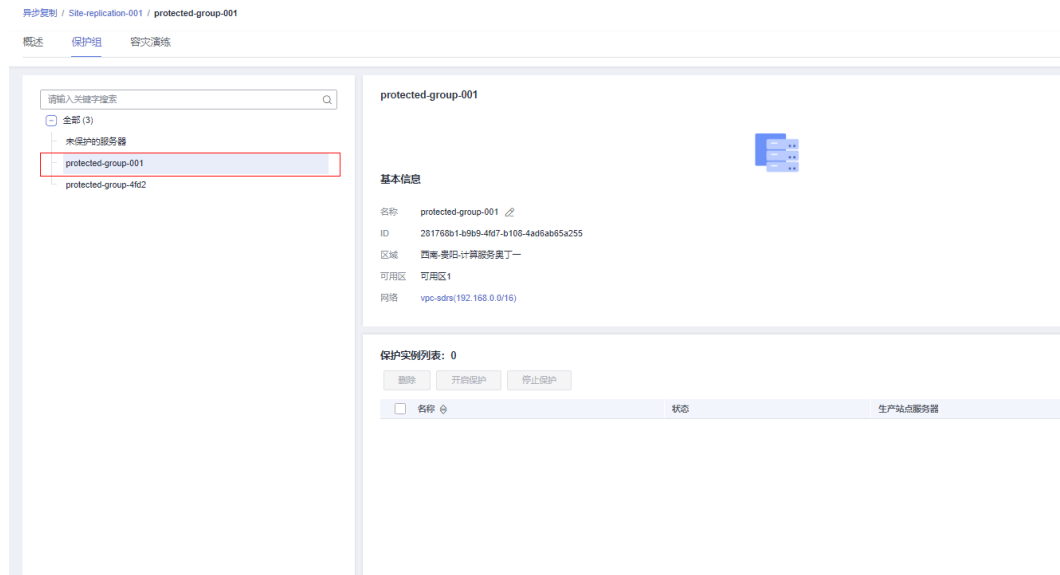 异步复制 / Site-replication-001 / protected-group-001
概述 保护组 容灾演练
请输入关键字搜索
全部 (3)
未保护的服务器
protected-group-001
protected-group-4fd2
protected-group-001
基本信息
名称 protected-group-001
ID 281768b1-b9b9-4fd7-b108-4ad6ab65a255
区域 西南-贵阳-计算服务奥丁一
可用区 可用区1
网络 vpc-sdrs(192.168.0.0/16)
保护实例列表：0
删除 开启保护 停止保护
名称 状态 生产站点服务器